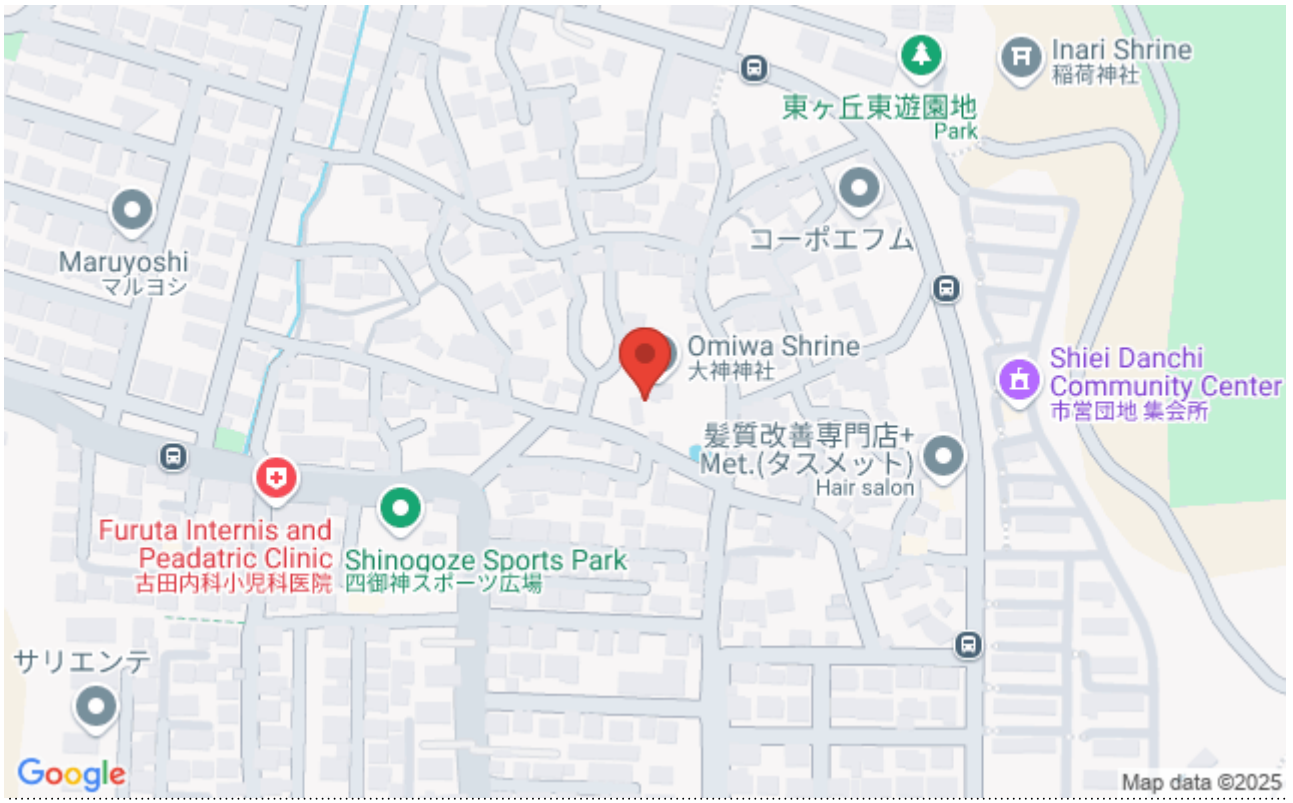 Inari Shrine
稲荷神社
東ヶ丘東遊園地
Park
コーポエフム
Maruyoshi
マルヨシ
Omiwa Shrine
大神神社
Shiei Danchi
Community Center
市営団地 集会所
髪質改善専門店+
Met.(タスメット)
Hair salon
Furuta Internis and
Peadatric Clinic
古田内科小児科医院
Shinogoze Sports Park
四御神スポーツ広場
サリエンテ
Google
Map data ©2025